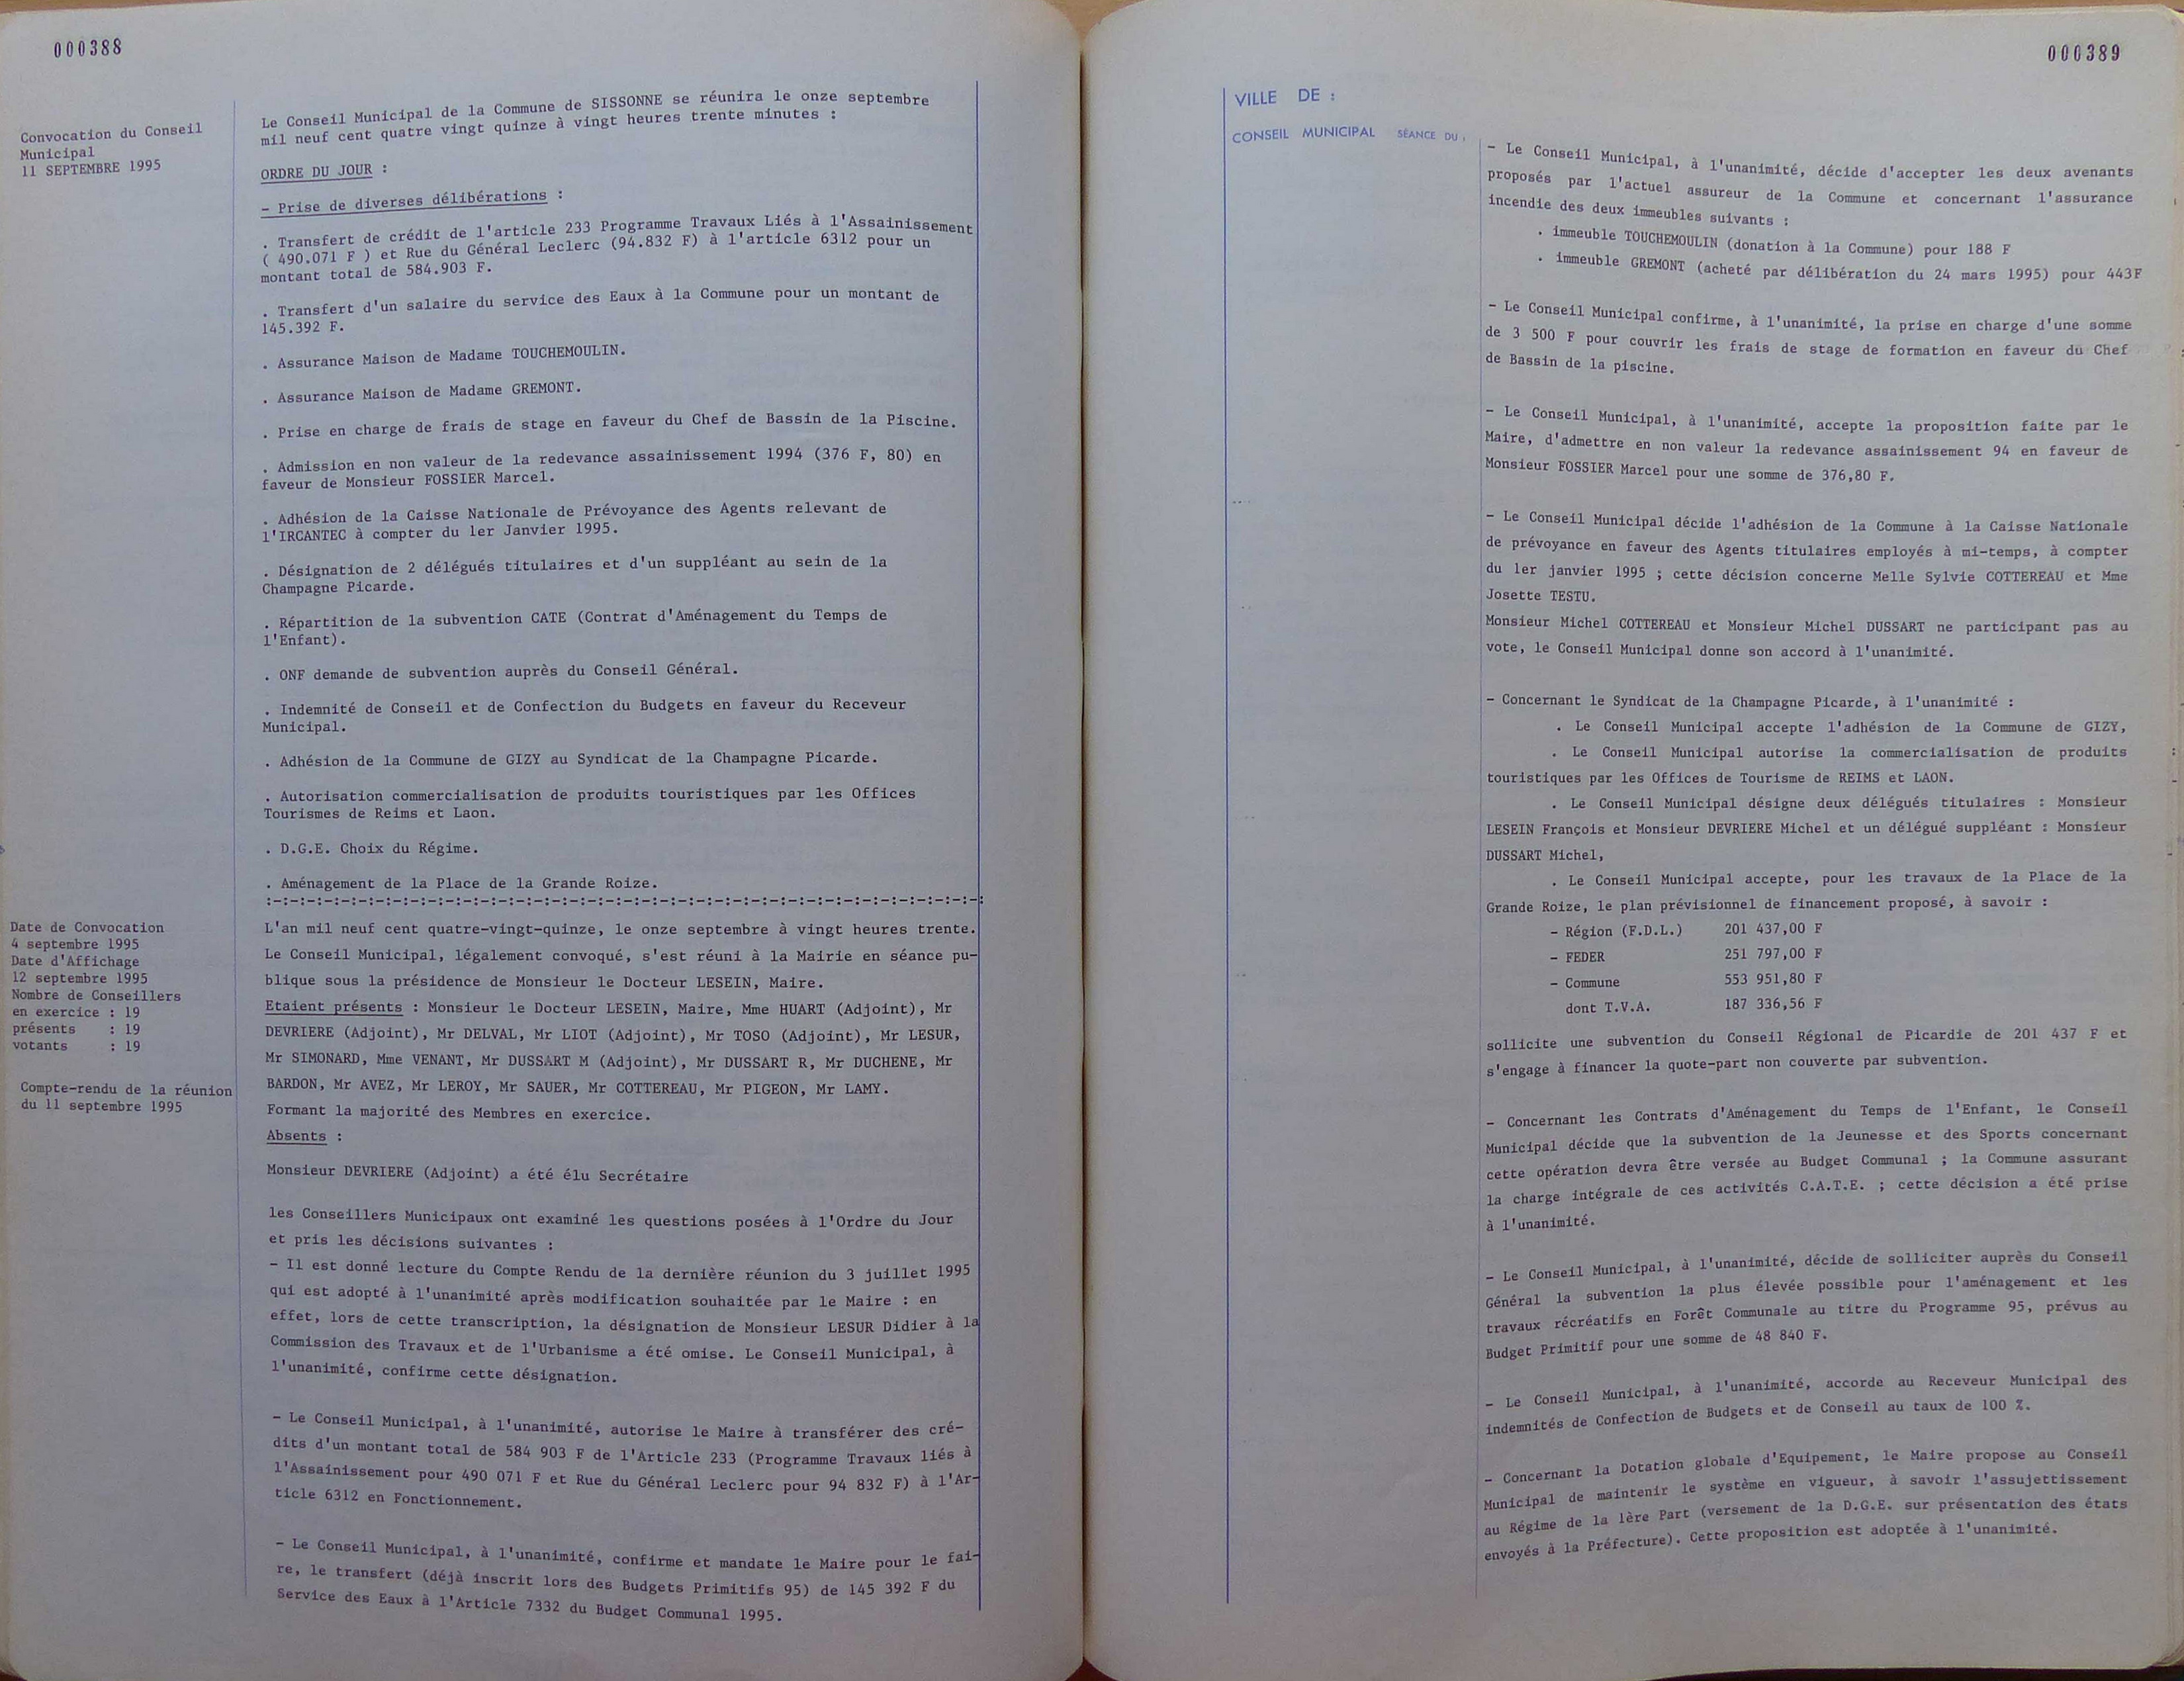 000388
Convocation du Conseil
Municipal
11 SEPTEMBRE 1995
Le Conseil Municipal de la Commune de SISSONNE se réunira le onze septembre
mil neuf cent quatre vingt quinze à vingt heures trente minutes :
ORDRE DU JOUR :
- Prise de diverses délibérations :
. Transfert de crédit de l'article 233 Programme Travaux Liés à l'Assainissement
( 490.071 F ) et Rue du Général Leclerc (94.832 F) à l'article 6312 pour un
montant total de 584.903 F.
. Transfert d'un salaire du service des Eaux à la Commune pour un montant de
145.392 F.
. Assurance Maison de Madame TOUCHEMOULIN.
. Assurance Maison de Madame GREMONT.
. Prise en charge de frais de stage en faveur du Chef de Bassin de la Piscine.
. Admission en non valeur de la redevance assainissement 1994 (376 F, 80) en
faveur de Monsieur FOSSIER Marcel.
. Adhésion de la Caisse Nationale de Prévoyance des Agents relevant de
l'IRCANTEC à compter du 1er Janvier 1995.
. Désignation de 2 délégués titulaires et d'un suppléant au sein de la
Champagne Picarde.
. Répartition de la subvention CATE (Contrat d'Aménagement du Temps de
l'Enfant).
. ONF demande de subvention auprès du Conseil Général.
. Indemnité de Conseil et de Confection du Budgets en faveur du Receveur
Municipal.
. Adhésion de la Commune de GIZY au Syndicat de la Champagne Picarde.
. Autorisation commercialisation de produits touristiques par les Offices
Tourismes de Reims et Laon.
. D.G.E. Choix du Régime.
. Aménagement de la Place de la Grande Roize.
:-:-:-:-:-:-:-:-:-:-:-:-:-:-:-:-:-:-:-:-:-:-:-:-:-:-:-:-:-:-:-:-:-:-:-:-:-:-:-:-:
Date de Convocation
4 septembre 1995
Date d'Affichage
12 septembre 1995
Nombre de Conseillers
en exercice : 19
présents : 19
votants : 19
Compte-rendu de la réunion
du 11 septembre 1995
L'an mil neuf cent quatre-vingt-quinze, le onze septembre à vingt heures trente.
Le Conseil Municipal, légalement convoqué, s'est réuni à la Mairie en séance pu-
blique sous la présidence de Monsieur le Docteur LESEIN, Maire.
Etaient présents : Monsieur le Docteur LESEIN, Maire, Mme HUART (Adjoint), Mr
DEVRIERE (Adjoint), Mr DELVAL, Mr LIOT (Adjoint), Mr TOSO (Adjoint), Mr LESUR,
Mr SIMONARD, Mme VENANT, Mr DUSSART M (Adjoint), Mr DUSSART R, Mr DUCHENE, Mr
BARDON, Mr AVEZ, Mr LEROY, Mr SAUER, Mr COTTEREAU, Mr PIGEON, Mr LAMY.
Formant la majorité des Membres en exercice.
Absents :
Monsieur DEVRIERE (Adjoint) a été élu Secrétaire
les Conseillers Municipaux ont examiné les questions posées à l'Ordre du Jour
et pris les décisions suivantes :
- Il est donné lecture du Compte Rendu de la dernière réunion du 3 juillet 1995
qui est adopté à l'unanimité après modification souhaitée par le Maire : en
effet, lors de cette transcription, la désignation de Monsieur LESUR Didier à la
Commission des Travaux et de l'Urbanisme a été omise. Le Conseil Municipal, à
l'unanimité, confirme cette désignation.
- Le Conseil Municipal, à l'unanimité, autorise le Maire à transférer des cré-
dits d'un montant total de 584 903 F de l'Article 233 (Programme Travaux liés à
l'Assainissement pour 490 071 F et Rue du Général Leclerc pour 94 832 F) à l'Ar-
ticle 6312 en Fonctionnement.
- Le Conseil Municipal, à l'unanimité, confirme et mandate le Maire pour le fai-
re, le transfert (déjà inscrit lors des Budgets Primitifs 95) de 145 392 F du
Service des Eaux à l'Article 7332 du Budget Communal 1995.
000389
VILLE DE :
CONSEIL MUNICIPAL SÉANCE DU :
- Le Conseil Municipal, à l'unanimité, décide d'accepter les deux avenants
proposés par l'actuel assureur de la Commune et concernant l'assurance
incendie des deux immeubles suivants :
. immeuble TOUCHEMOULIN (donation à la Commune) pour 188 F
. immeuble GREMONT (acheté par délibération du 24 mars 1995) pour 443F
- Le Conseil Municipal confirme, à l'unanimité, la prise en charge d'une somme
de 3 500 F pour couvrir les frais de stage de formation en faveur du Chef
de Bassin de la piscine.
- Le Conseil Municipal, à l'unanimité, accepte la proposition faite par le
Maire, d'admettre en non valeur la redevance assainissement 94 en faveur de
Monsieur FOSSIER Marcel pour une somme de 376,80 F.
- Le Conseil Municipal décide l'adhésion de la Commune à la Caisse Nationale
de prévoyance en faveur des Agents titulaires employés à mi-temps, à compter
du 1er janvier 1995 ; cette décision concerne Melle Sylvie COTTEREAU et Mme
Josette TESTU.
Monsieur Michel COTTEREAU et Monsieur Michel DUSSART ne participant pas au
vote, le Conseil Municipal donne son accord à l'unanimité.
- Concernant le Syndicat de la Champagne Picarde, à l'unanimité :
. Le Conseil Municipal accepte l'adhésion de la Commune de GIZY,
. Le Conseil Municipal autorise la commercialisation de produits
touristiques par les Offices de Tourisme de REIMS et LAON.
. Le Conseil Municipal désigne deux délégués titulaires : Monsieur
LESEIN François et Monsieur DEVRIERE Michel et un délégué suppléant : Monsieur
DUSSART Michel,
. Le Conseil Municipal accepte, pour les travaux de la Place de la
Grande Roize, le plan prévisionnel de financement proposé, à savoir :
- Région (F.D.L.) 201 437,00 F
- FEDER 251 797,00 F
- Commune 553 951,80 F
dont T.V.A. 187 336,56 F
sollicite une subvention du Conseil Régional de Picardie de 201 437 F et
s'engage à financer la quote-part non couverte par subvention.
- Concernant les Contrats d'Aménagement du Temps de l'Enfant, le Conseil
Municipal décide que la subvention de la Jeunesse et des Sports concernant
cette opération devra être versée au Budget Communal ; la Commune assurant
la charge intégrale de ces activités C.A.T.E. ; cette décision a été prise
à l'unanimité.
- Le Conseil Municipal, à l'unanimité, décide de solliciter auprès du Conseil
Général la subvention la plus élevée possible pour l'aménagement et les
travaux récréatifs en Forêt Communale au titre du Programme 95, prévus au
Budget Primitif pour une somme de 48 840 F.
- Le Conseil Municipal, à l'unanimité, accorde au Receveur Municipal des
indemnités de Confection de Budgets et de Conseil au taux de 100 %.
- Concernant la Dotation globale d'Equipement, le Maire propose au Conseil
Municipal de maintenir le système en vigueur, à savoir l'assujettissement
au Régime de la 1ère Part (versement de la D.G.E. sur présentation des états
envoyés à la Préfecture). Cette proposition est adoptée à l'unanimité.